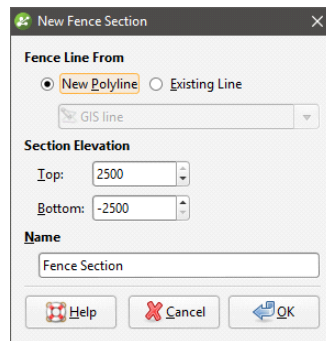 New Fence Section
Fence Line From
New Polyline Existing Line
GIS line
Section Elevation
Top: 2500
Bottom: -2500
Name
Fence Section
Help Cancel OK